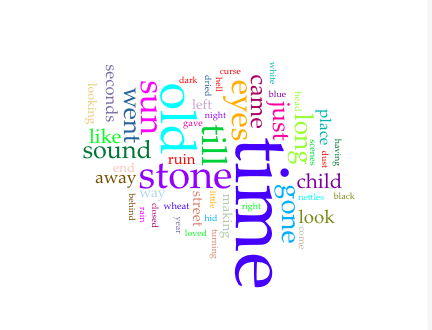 time
old
stone
sun
till
eyes
gone
long
came
just
went
sound
like
child
look
away
place
seconds
looking
dark
dried
hell
curse
white
blue
head
left
night
gave
ruin
end
way
street
making
little
right
scenes
dust
having
nettles
black
come
behind
rain
closed
wheat
year
loved
hid
turning